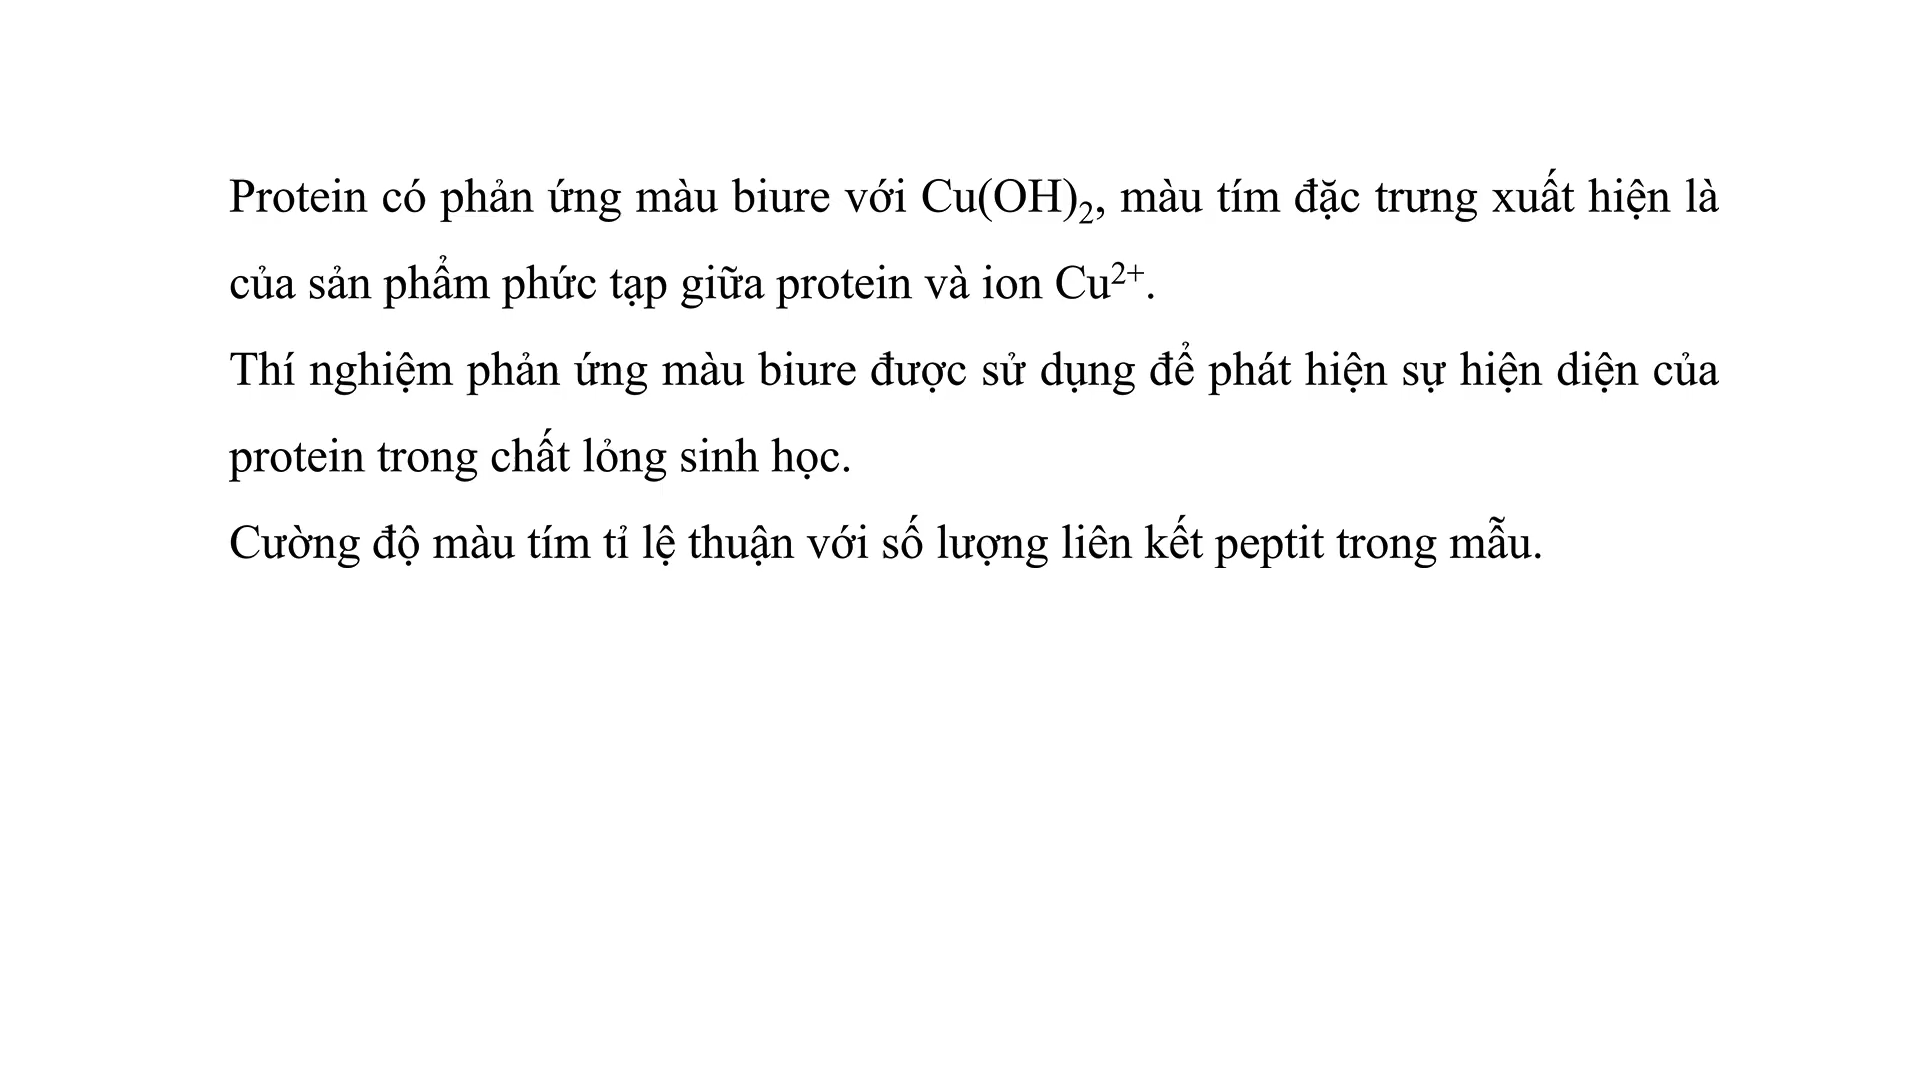 Protein có phản ứng màu biure với Cu(OH)₂, màu tím đặc trưng xuất hiện là
của sản phẩm phức tạp giữa protein và ion Cu²⁺.
Thí nghiệm phản ứng màu biure được sử dụng để phát hiện sự hiện diện của
protein trong chất lỏng sinh học.
Cường độ màu tím tỉ lệ thuận với số lượng liên kết peptit trong mẫu.